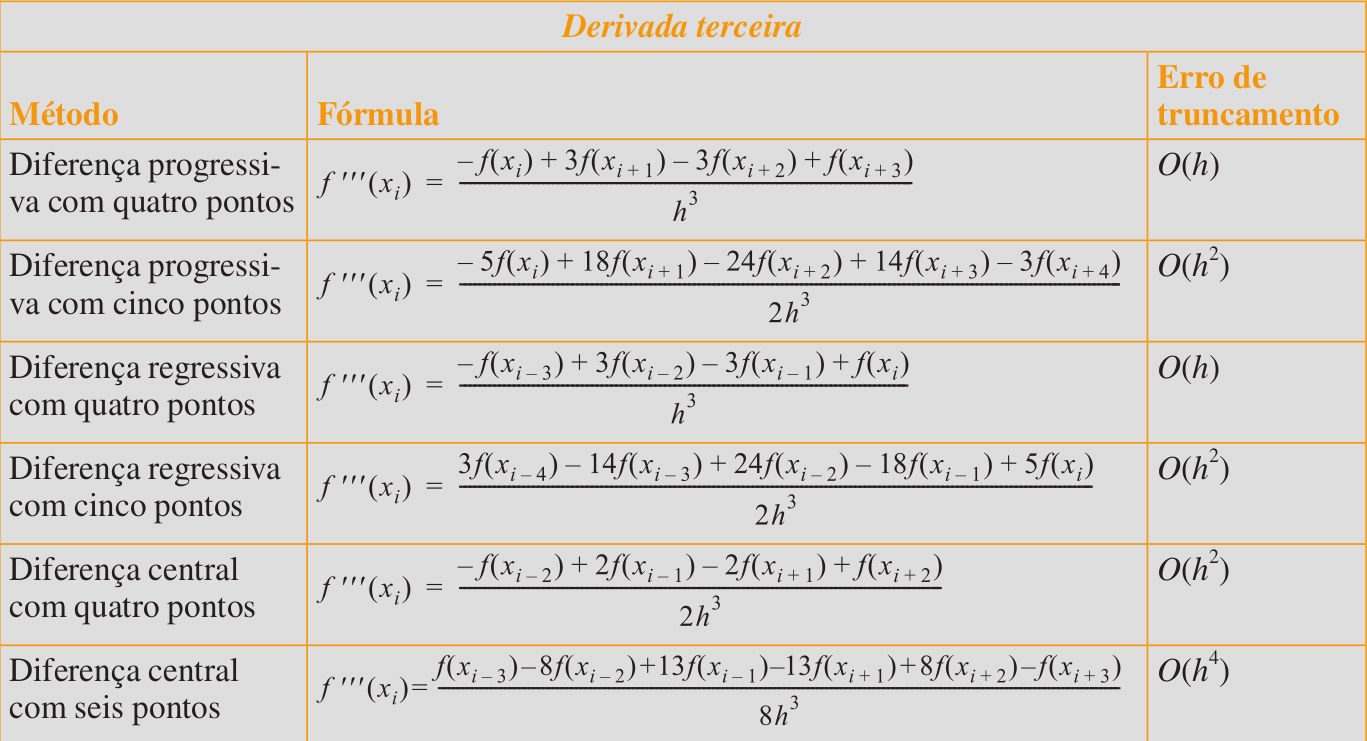 Derivada terceira
Método Fórmula Erro de truncamento
Diferença progressi-
va com quatro pontos
f '''(x_i) = \frac{-f(x_i) + 3f(x_{i+1}) - 3f(x_{i+2}) + f(x_{i+3})}{h^3}
O(h)
Diferença progressi-
va com cinco pontos
f '''(x_i) = \frac{-5f(x_i) + 18f(x_{i+1}) - 24f(x_{i+2}) + 14f(x_{i+3}) - 3f(x_{i+4})}{2h^3}
O(h^2)
Diferença regressiva
com quatro pontos
f '''(x_i) = \frac{-f(x_{i-3}) + 3f(x_{i-2}) - 3f(x_{i-1}) + f(x_i)}{h^3}
O(h)
Diferença regressiva
com cinco pontos
f '''(x_i) = \frac{3f(x_{i-4}) - 14f(x_{i-3}) + 24f(x_{i-2}) - 18f(x_{i-1}) + 5f(x_i)}{2h^3}
O(h^2)
Diferença central
com quatro pontos
f '''(x_i) = \frac{-f(x_{i-2}) + 2f(x_{i-1}) - 2f(x_{i+1}) + f(x_{i+2})}{2h^3}
O(h^2)
Diferença central
com seis pontos
f '''(x_i) = \frac{f(x_{i-3}) - 8f(x_{i-2}) + 13f(x_{i-1}) - 13f(x_{i+1}) + 8f(x_{i+2}) - f(x_{i+3})}{8h^3}
O(h^4)